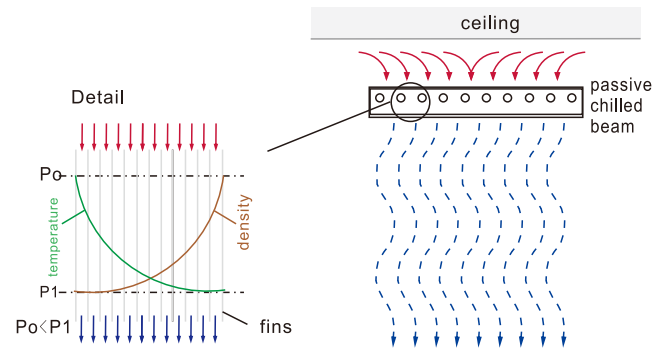 ceiling
passive
chilled
beam
Detail
Po
temperature
density
P1
Po<P1
fins